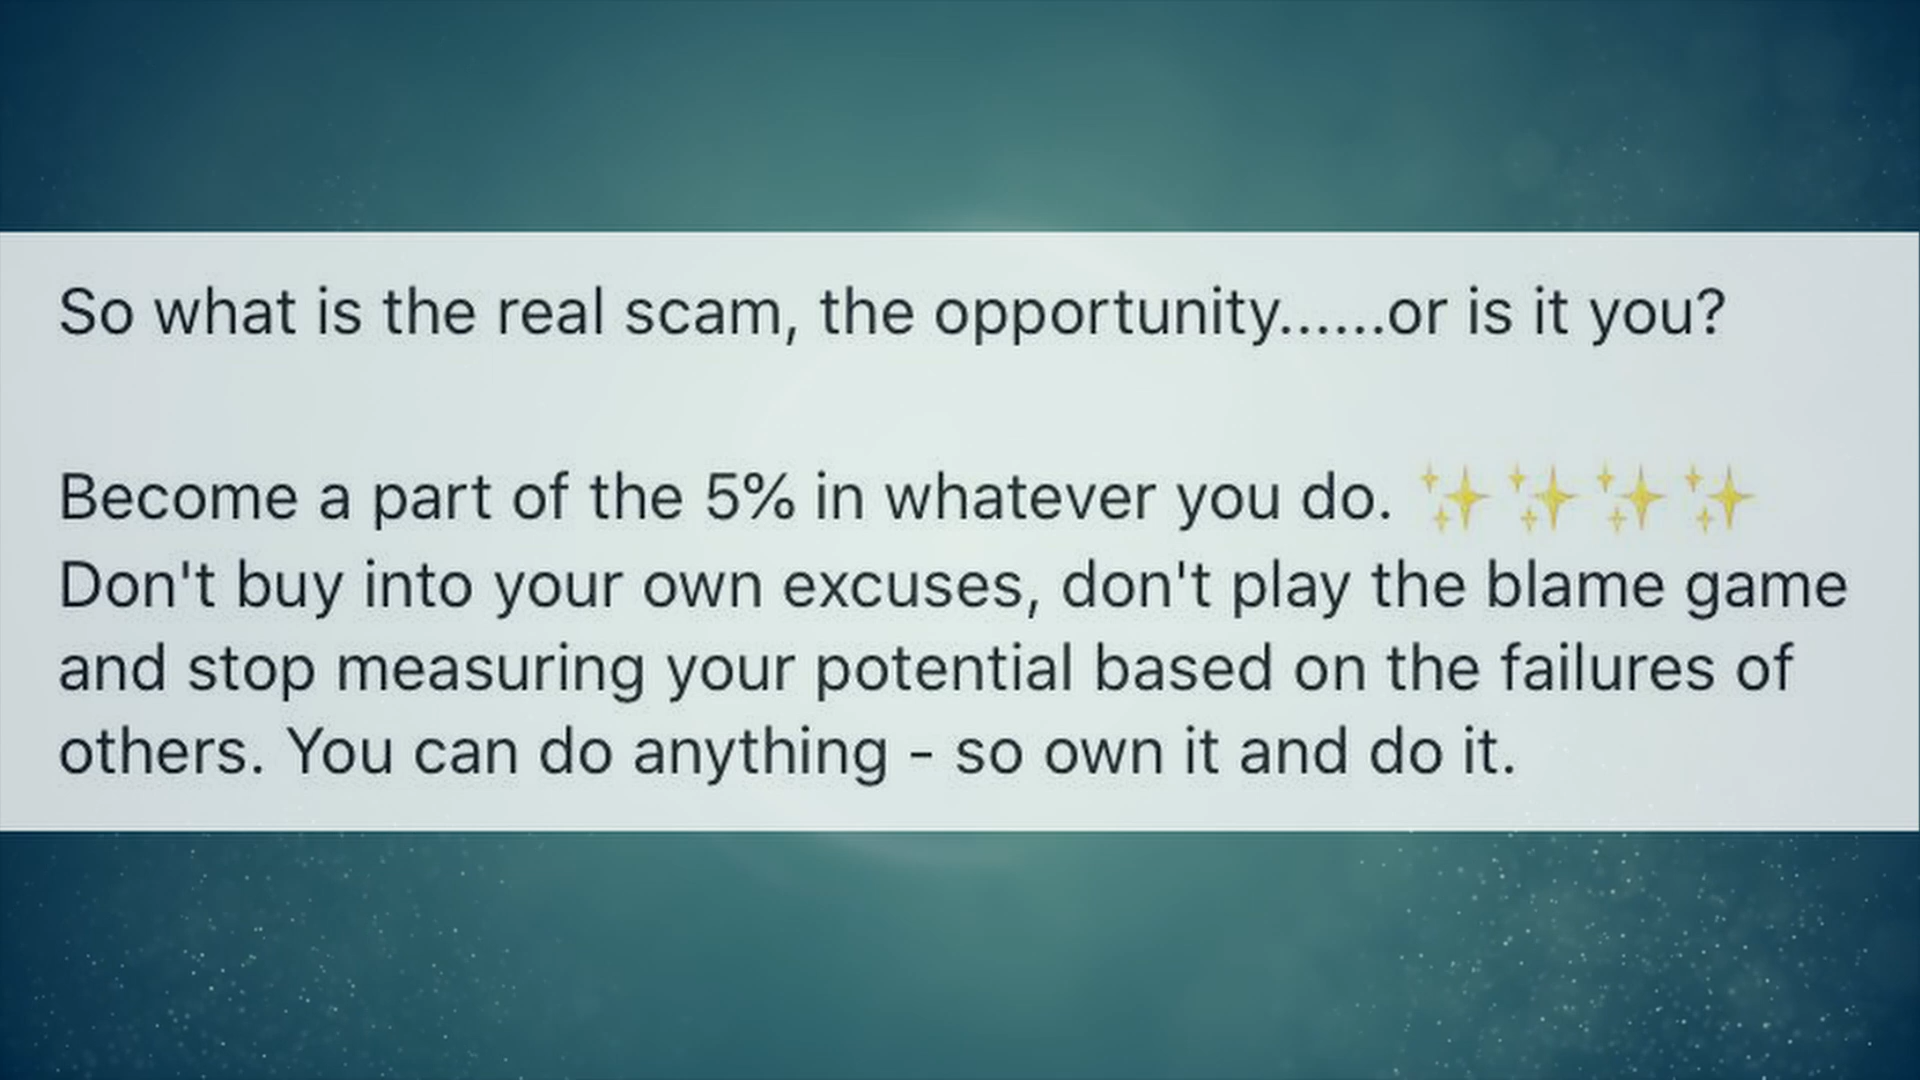 So what is the real scam, the opportunity......or is it you?
Become a part of the 5% in whatever you do. ✨✨✨✨
Don't buy into your own excuses, don't play the blame game
and stop measuring your potential based on the failures of
others. You can do anything - so own it and do it.